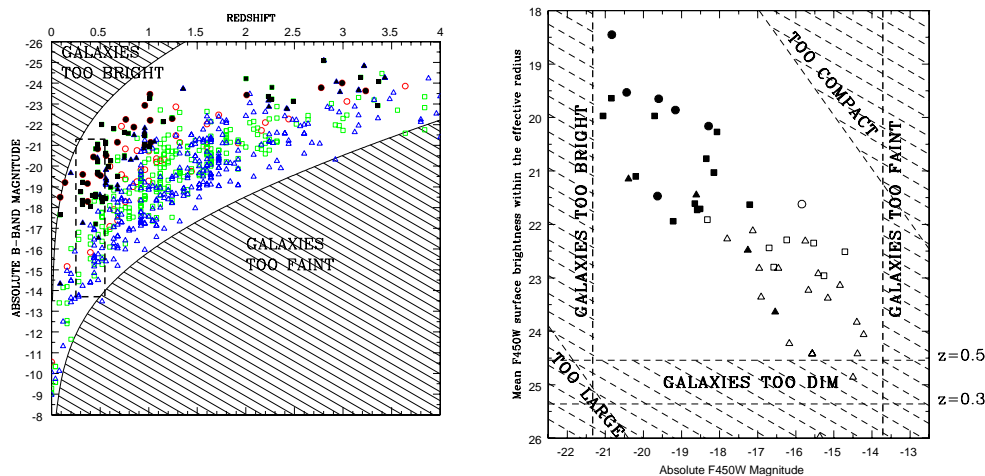 REDSHIFT
0 0.5 1 1.5 2 2.5 3 3.5 4
-26
-25
-24
-23
-22
-21
-20
-19
-18
-17
-16
-15
-14
-13
-12
-11
-10
-9
-8
ABSOLUTE B-BAND MAGNITUDE
GALAXIES
TOO BRIGHT
GALAXIES
TOO FAINT
18
19
20
21
22
23
24
25
26
Mean F450W surface brightness within the effective radius
GALAXIES TOO BRIGHT
TOO COMPACT
GALAXIES TOO FAINT
TOO LARGE
GALAXIES TOO DIM
z=0.5
z=0.3
-22 -21 -20 -19 -18 -17 -16 -15 -14 -13
Absolute F450W Magnitude